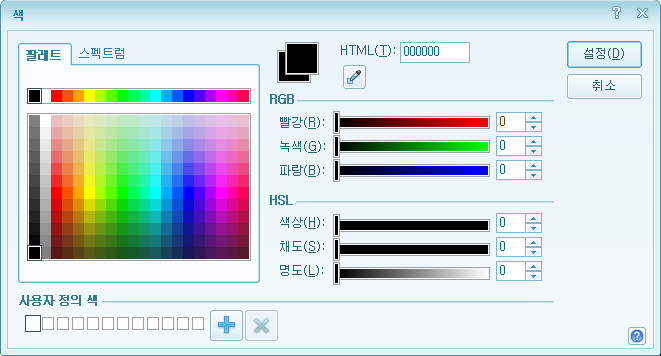 색
팔레트 스펙트럼
HTML(T): 000000
설정(D)
취소
RGB
빨강(R): 0
녹색(G): 0
파랑(B): 0
HSL
색상(H): 0
채도(S): 0
명도(L): 0
사용자 정의 색